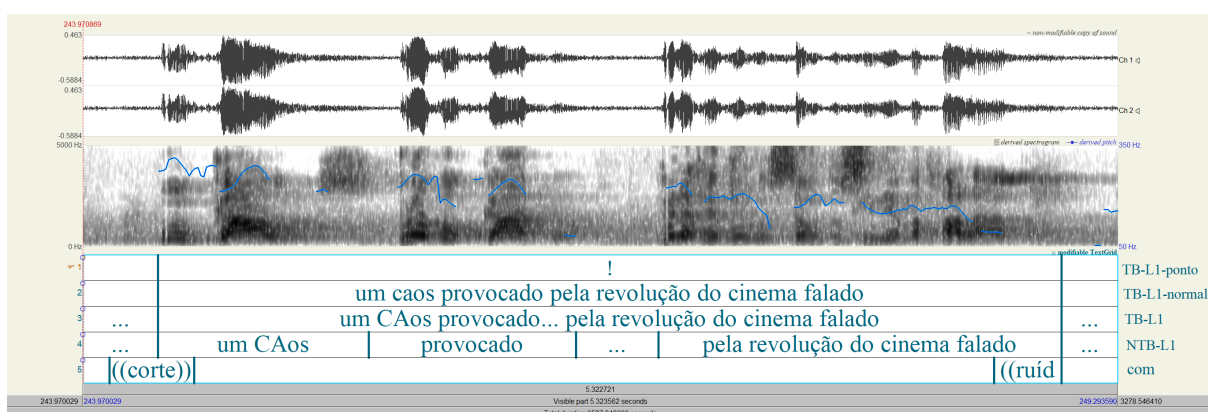 243.970869
0.463
~ non-modifiable copy of sound
Ch 1
-0.5884
0.463
Ch 2
-0.5884
5000 Hz
derived spectrogram
derived pitch
350 Hz
0 Hz
50 Hz
modifiable TextGrid
1 ! TB-L1-ponto
2 um caos provocado pela revolução do cinema falado TB-L1-normal
3 ... um CAos provocado... pela revolução do cinema falado ... TB-L1
4 ... um CAos provocado ... pela revolução do cinema falado ... NTB-L1
5 ((corte)) ((ruíd com
5.322721
243.970029 243.970029 Visible part 5.323562 seconds 249.293590 3278.546410